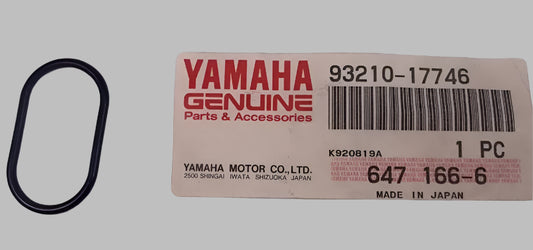 YAMAHA
GENUINE
Parts & Accessories
YAMAHA MOTOR CO.,LTD.
2500 SHINGAI IWATA SHIZUOKA JAPAN
93210-17746
K920819A
1 PC
647 166-6
MADE IN JAPAN